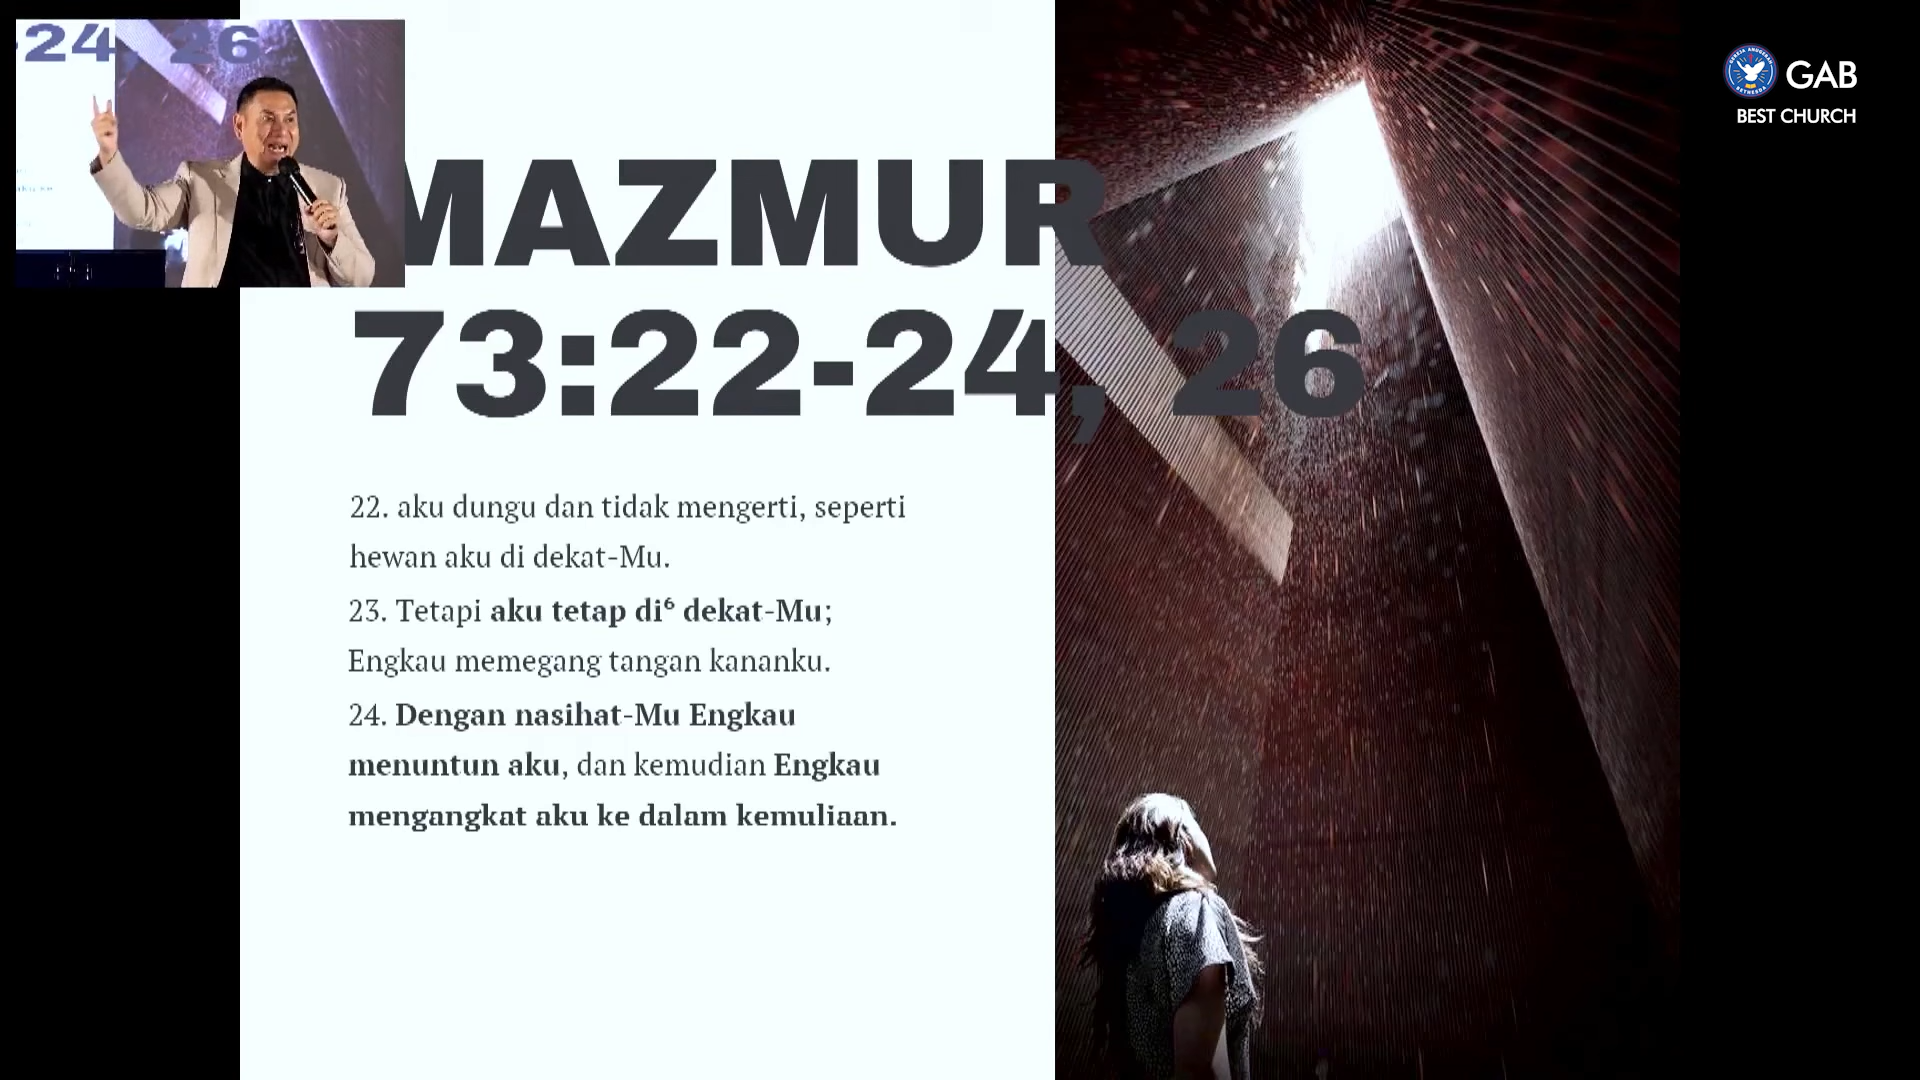 -24, 26
GAB
BEST CHURCH
MAZMUR
73:22-24, 26
22. aku dungu dan tidak mengerti, seperti
hewan aku di dekat-Mu.
23. Tetapi aku tetap di⁶ dekat-Mu;
Engkau memegang tangan kananku.
24. Dengan nasihat-Mu Engkau
menuntun aku, dan kemudian Engkau
mengangkat aku ke dalam kemuliaan.